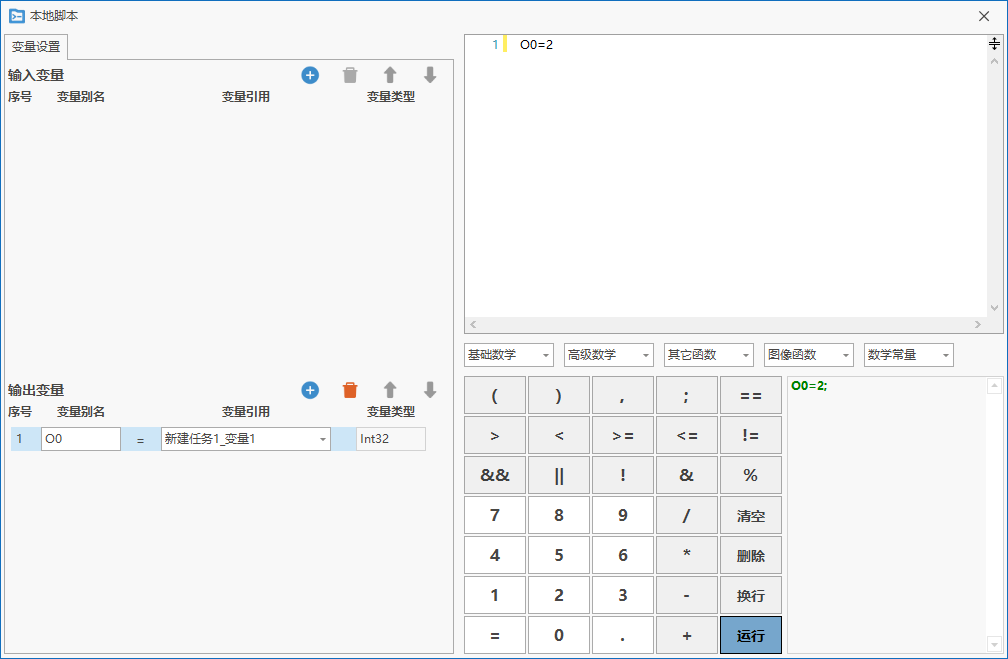 本地脚本
变量设置
输入变量
序号 变量别名 变量引用 变量类型
输出变量
序号 变量别名 变量引用 变量类型
1 O0 = 新建任务1_变量1 Int32
1 O0=2
基础数学 高级数学 其它函数 图像函数 数学常量
( ) , ; ==
> < >= <= !=
&& || ! & %
7 8 9 / 清空
4 5 6 * 删除
1 2 3 - 换行
= 0 . + 运行
O0=2;